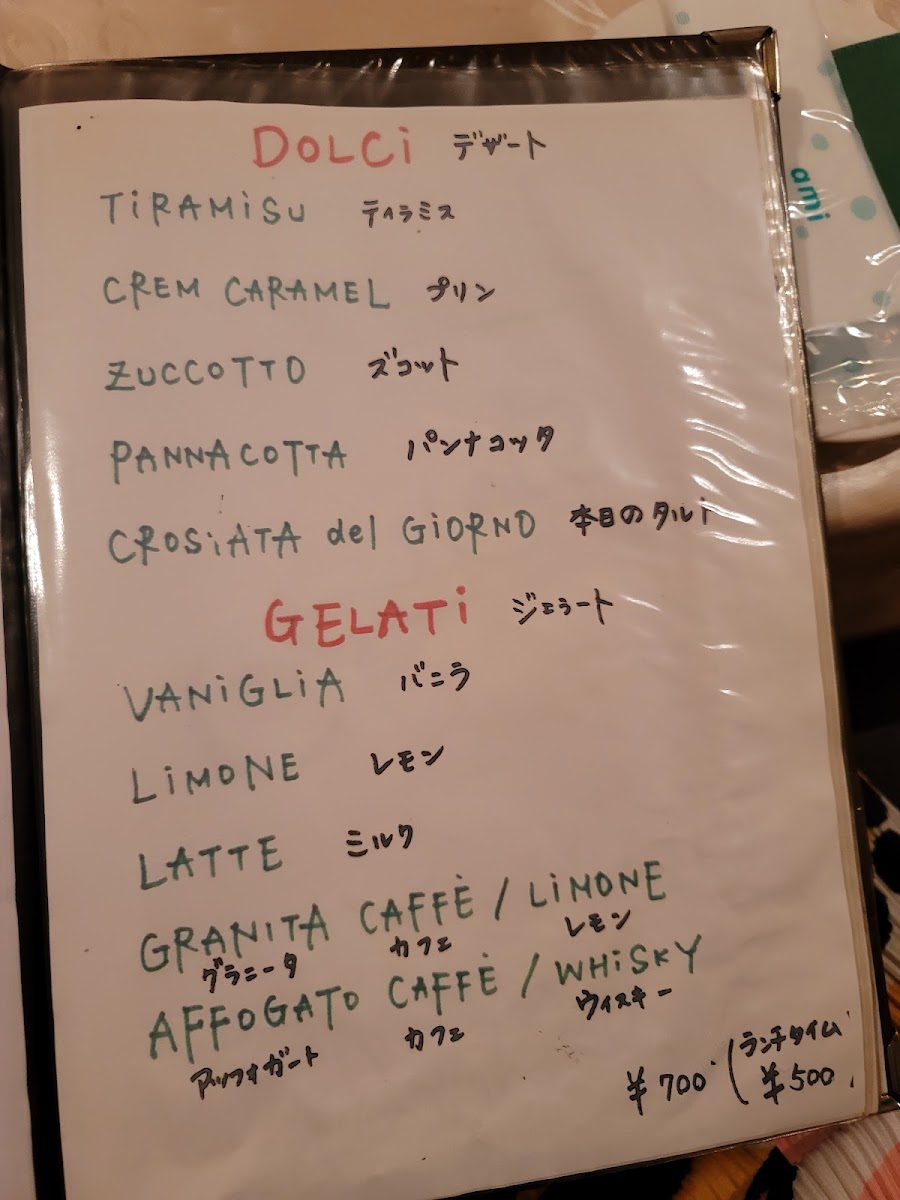 DOLCi デザート
TiRAMiSU ティラミス
CREM CARAMEL プリン
ZUCCOTTO ズコット
PANNACOTTA パンナコッタ
CROSiATA del GiORNO 本日のタルト
GELATi ジェラート
VANiGLiA バニラ
LiMONE レモン
LATTE ミルク
GRANITA CAFFÈ / LiMONE
グラニータ カフェ レモン
AFFOGATO CAFFÈ / WHiSKY
アッフォガート カフェ ウィスキー
¥700 (ランチタイム
¥500
ami